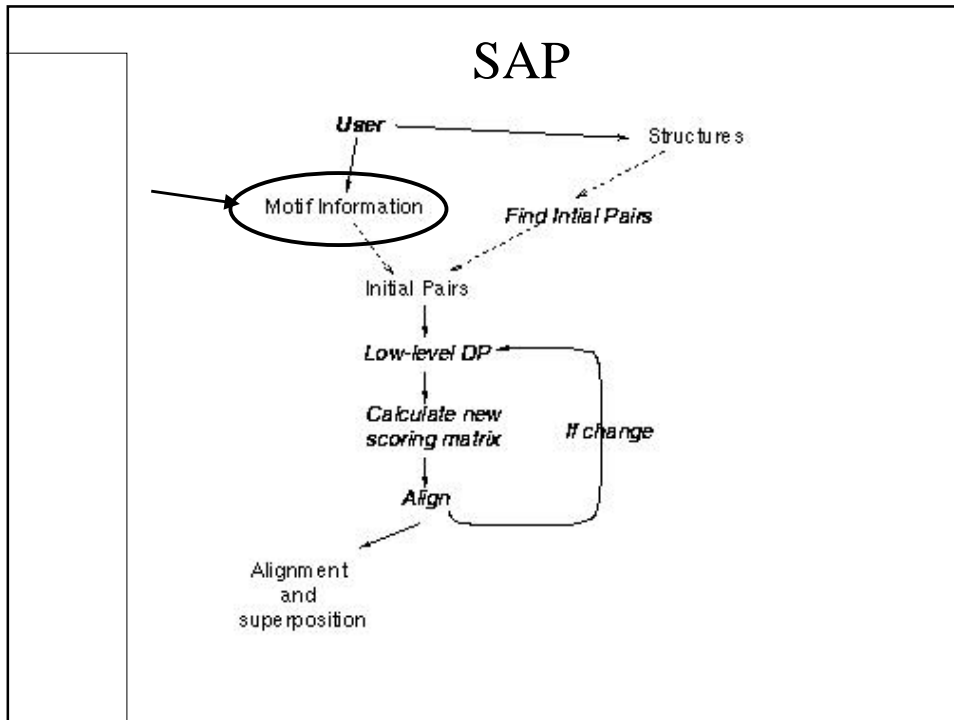 SAP
User
Structures
Motif Information
Find Intial Pairs
Initial Pairs
Low-level DP
Calculate new
scoring matrix
If change
Align
Alignment
and
superposition